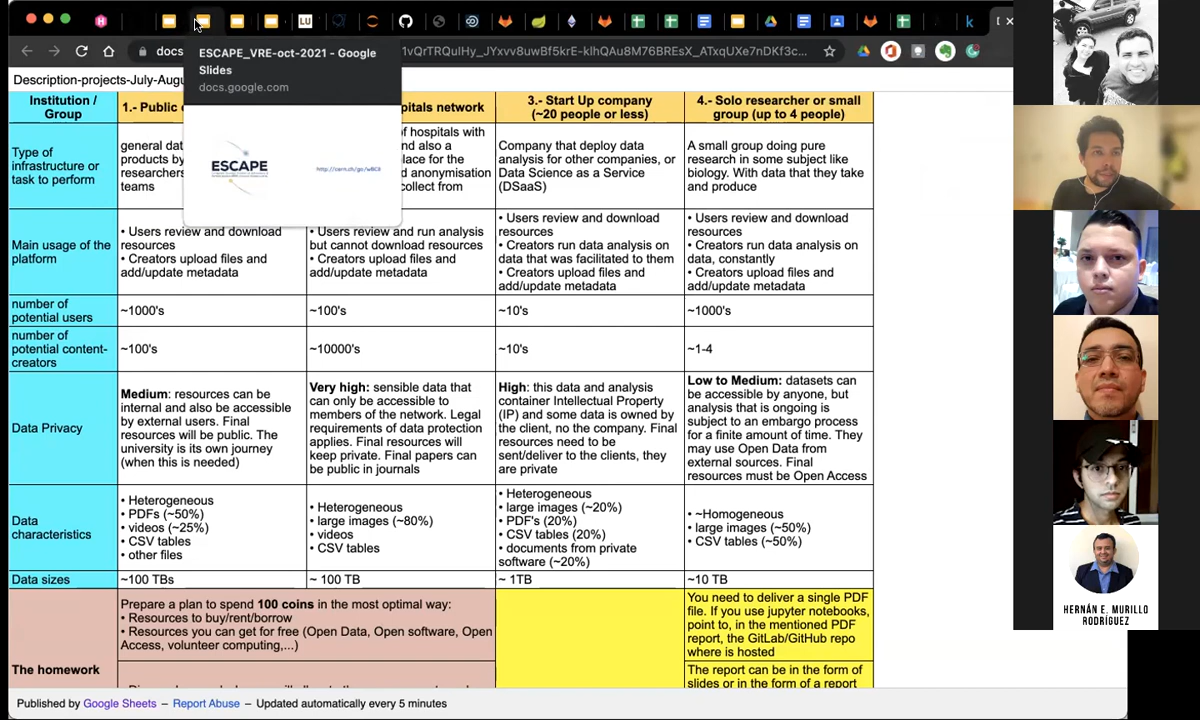 LU
docs
1vQrTRQulHy_JYxvv8uwBf5krE-klhQAu8M76BREsX_ATxqUXe7nDKf3c...
ESCAPE_VRE-oct-2021 - Google
Slides
docs.google.com
ESCAPE
Description-projects-July-Augu
Institution /
Group
1.- Public
pitals network
3.- Start Up company
(~20 people or less)
4.- Solo researcher or small
group (up to 4 people)
Type of
infrastructure or
task to perform
general dat
products by
researchers
teams
of hospitals with
nd also a
lace for the
d anonymisation
collect from
Company that deploy data
analysis for other companies, or
Data Science as a Service
(DSaaS)
A small group doing pure
research in some subject like
biology. With data that they take
and produce
Main usage of the
platform
• Users review and download
resources
• Creators upload files and
add/update metadata
• Users review and run analysis
but cannot download resources
• Creators upload files and
add/update metadata
• Users review and download
resources
• Creators run data analysis on
data that was facilitated to them
• Creators upload files and
add/update metadata
• Users review and download
resources
• Creators run data analysis on
data, constantly
• Creators upload files and
add/update metadata
number of
potential users
~1000's
~100's
~10's
~1000's
number of
potential content-
creators
~100's
~10000's
~10's
~1-4
Data Privacy
Medium: resources can be
internal and also be accessible
by external users. Final
resources will be public. The
university is its own journey
(when this is needed)
Very high: sensible data that
can only be accessible to
members of the network. Legal
requirements of data protection
applies. Final resources will
keep private. Final papers can
be public in journals
High: this data and analysis
container Intellectual Property
(IP) and some data is owned by
the client, no the company. Final
resources need to be
sent/deliver to the clients, they
are private
Low to Medium: datasets can
be accessible by anyone, but
analysis that is ongoing is
subject to an embargo process
for a finite amount of time. They
may use Open Data from
external sources. Final
resources must be Open Access
Data
characteristics
• Heterogeneous
• PDFs (~50%)
• videos (~25%)
• CSV tables
• other files
• Heterogeneous
• large images (~80%)
• videos
• CSV tables
• Heterogeneous
• large images (~20%)
• PDF's (20%)
• CSV tables (20%)
• documents from private
software (~20%)
• ~Homogeneous
• large images (~50%)
• CSV tables (~50%)
Data sizes
~100 TBs
~ 100 TB
~ 1TB
~10 TB
The homework
Prepare a plan to spend 100 coins in the most optimal way:
• Resources to buy/rent/borrow
• Resources you can get for free (Open Data, Open software, Open
Access, volunteer computing,...)
You need to deliver a single PDF
file. If you use jupyter notebooks,
point to, in the mentioned PDF
report, the GitLab/GitHub repo
where is hosted
The report can be in the form of
slides or in the form of a report
Published by Google Sheets – Report Abuse – Updated automatically every 5 minutes
HERNÁN E. MURILLO
RODRÍGUEZ